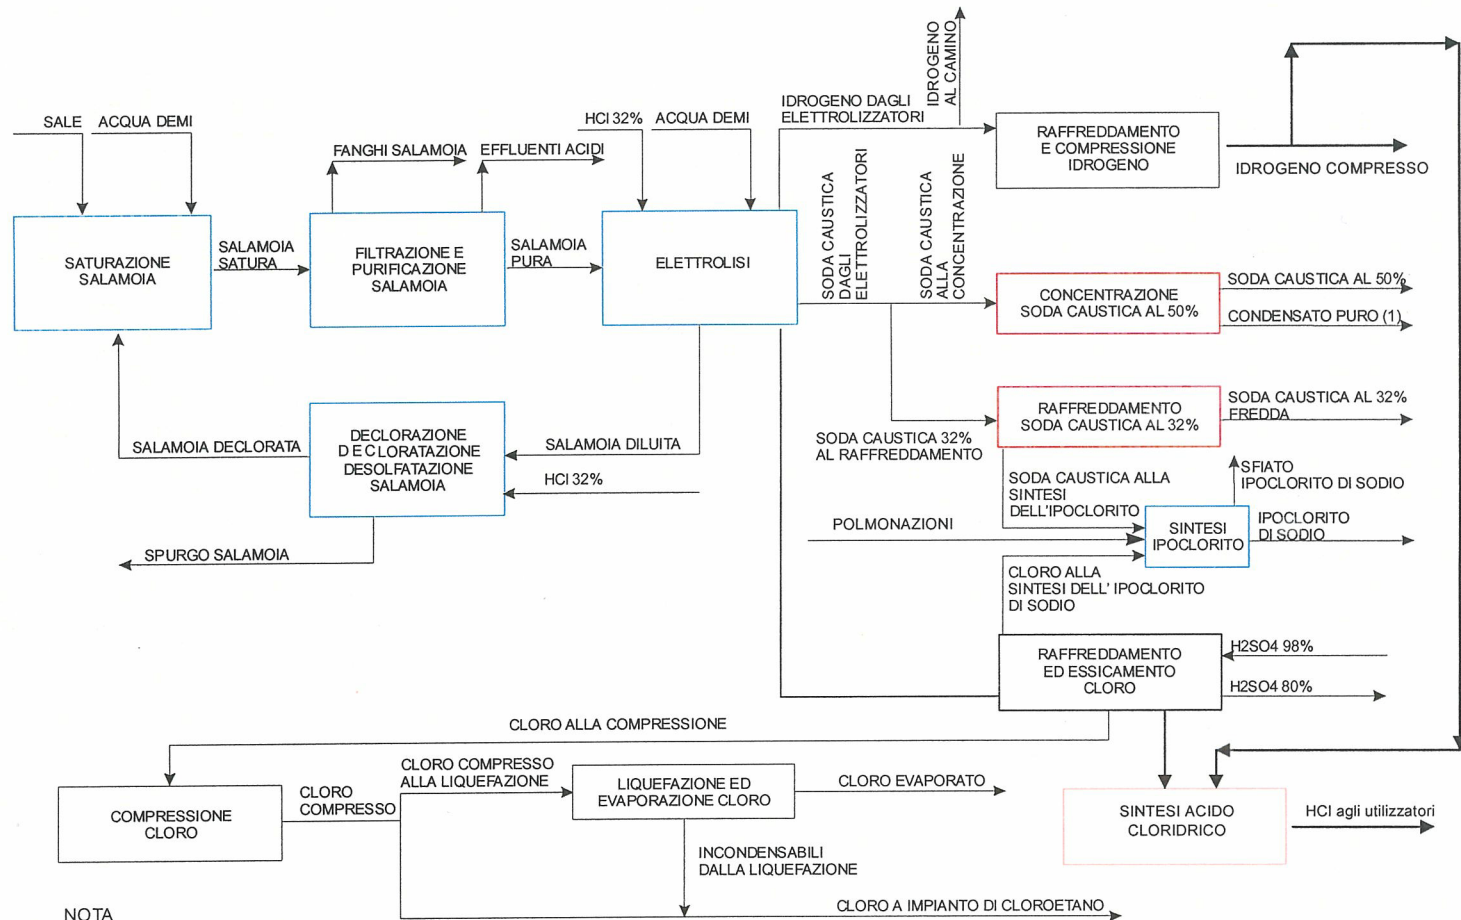 IDROGENO
AL CAMINO
SALE
ACQUA DEMI
FANGHI SALAMOIA
EFFLUENTI ACIDI
HCl 32%
ACQUA DEMI
IDROGENO DAGLI
ELETTROLIZZATORI
RAFFREDDAMENTO
E COMPRESSIONE
IDROGENO
IDROGENO COMPRESSO
SATURAZIONE
SALAMOIA
SALAMOIA
SATURA
FILTRAZIONE E
PURIFICAZIONE
SALAMOIA
SALAMOIA
PURA
ELETTROLISI
SODA CAUSTICA
DAGLI
ELETTROLIZZATORI
SODA CAUSTICA
ALLA
CONCENTRAZIONE
CONCENTRAZIONE
SODA CAUSTICA AL 50%
SODA CAUSTICA AL 50%
CONDENSATO PURO (1)
SALAMOIA DECLORATA
DECLORAZIONE
DECLORATAZIONE
DESOLFATAZIONE
SALAMOIA
SALAMOIA DILUITA
HCl 32%
SODA CAUSTICA 32%
AL RAFFREDDAMENTO
RAFFREDDAMENTO
SODA CAUSTICA AL 32%
SODA CAUSTICA AL 32%
FREDDA
SPURGO SALAMOIA
SODA CAUSTICA ALLA
SINTESI
DELL'IPOCLORITO
SFIATO
IPOCLORITO DI SODIO
POLMONAZIONI
SINTESI
IPOCLORITO
IPOCLORITO
DI SODIO
CLORO ALLA
SINTESI DELL' IPOCLORITO
DI SODIO
RAFFREDDAMENTO
ED ESSICAMENTO
CLORO
H2SO4 98%
H2SO4 80%
CLORO ALLA COMPRESSIONE
COMPRESSIONE
CLORO
CLORO
COMPRESSO
CLORO COMPRESSO
ALLA LIQUEFAZIONE
LIQUEFAZIONE ED
EVAPORAZIONE CLORO
CLORO EVAPORATO
SINTESI ACIDO
CLORIDRICO
HCl agli utilizzatori
INCONDENSABILI
DALLA LIQUEFAZIONE
CLORO A IMPIANTO DI CLOROETANO
NOTA